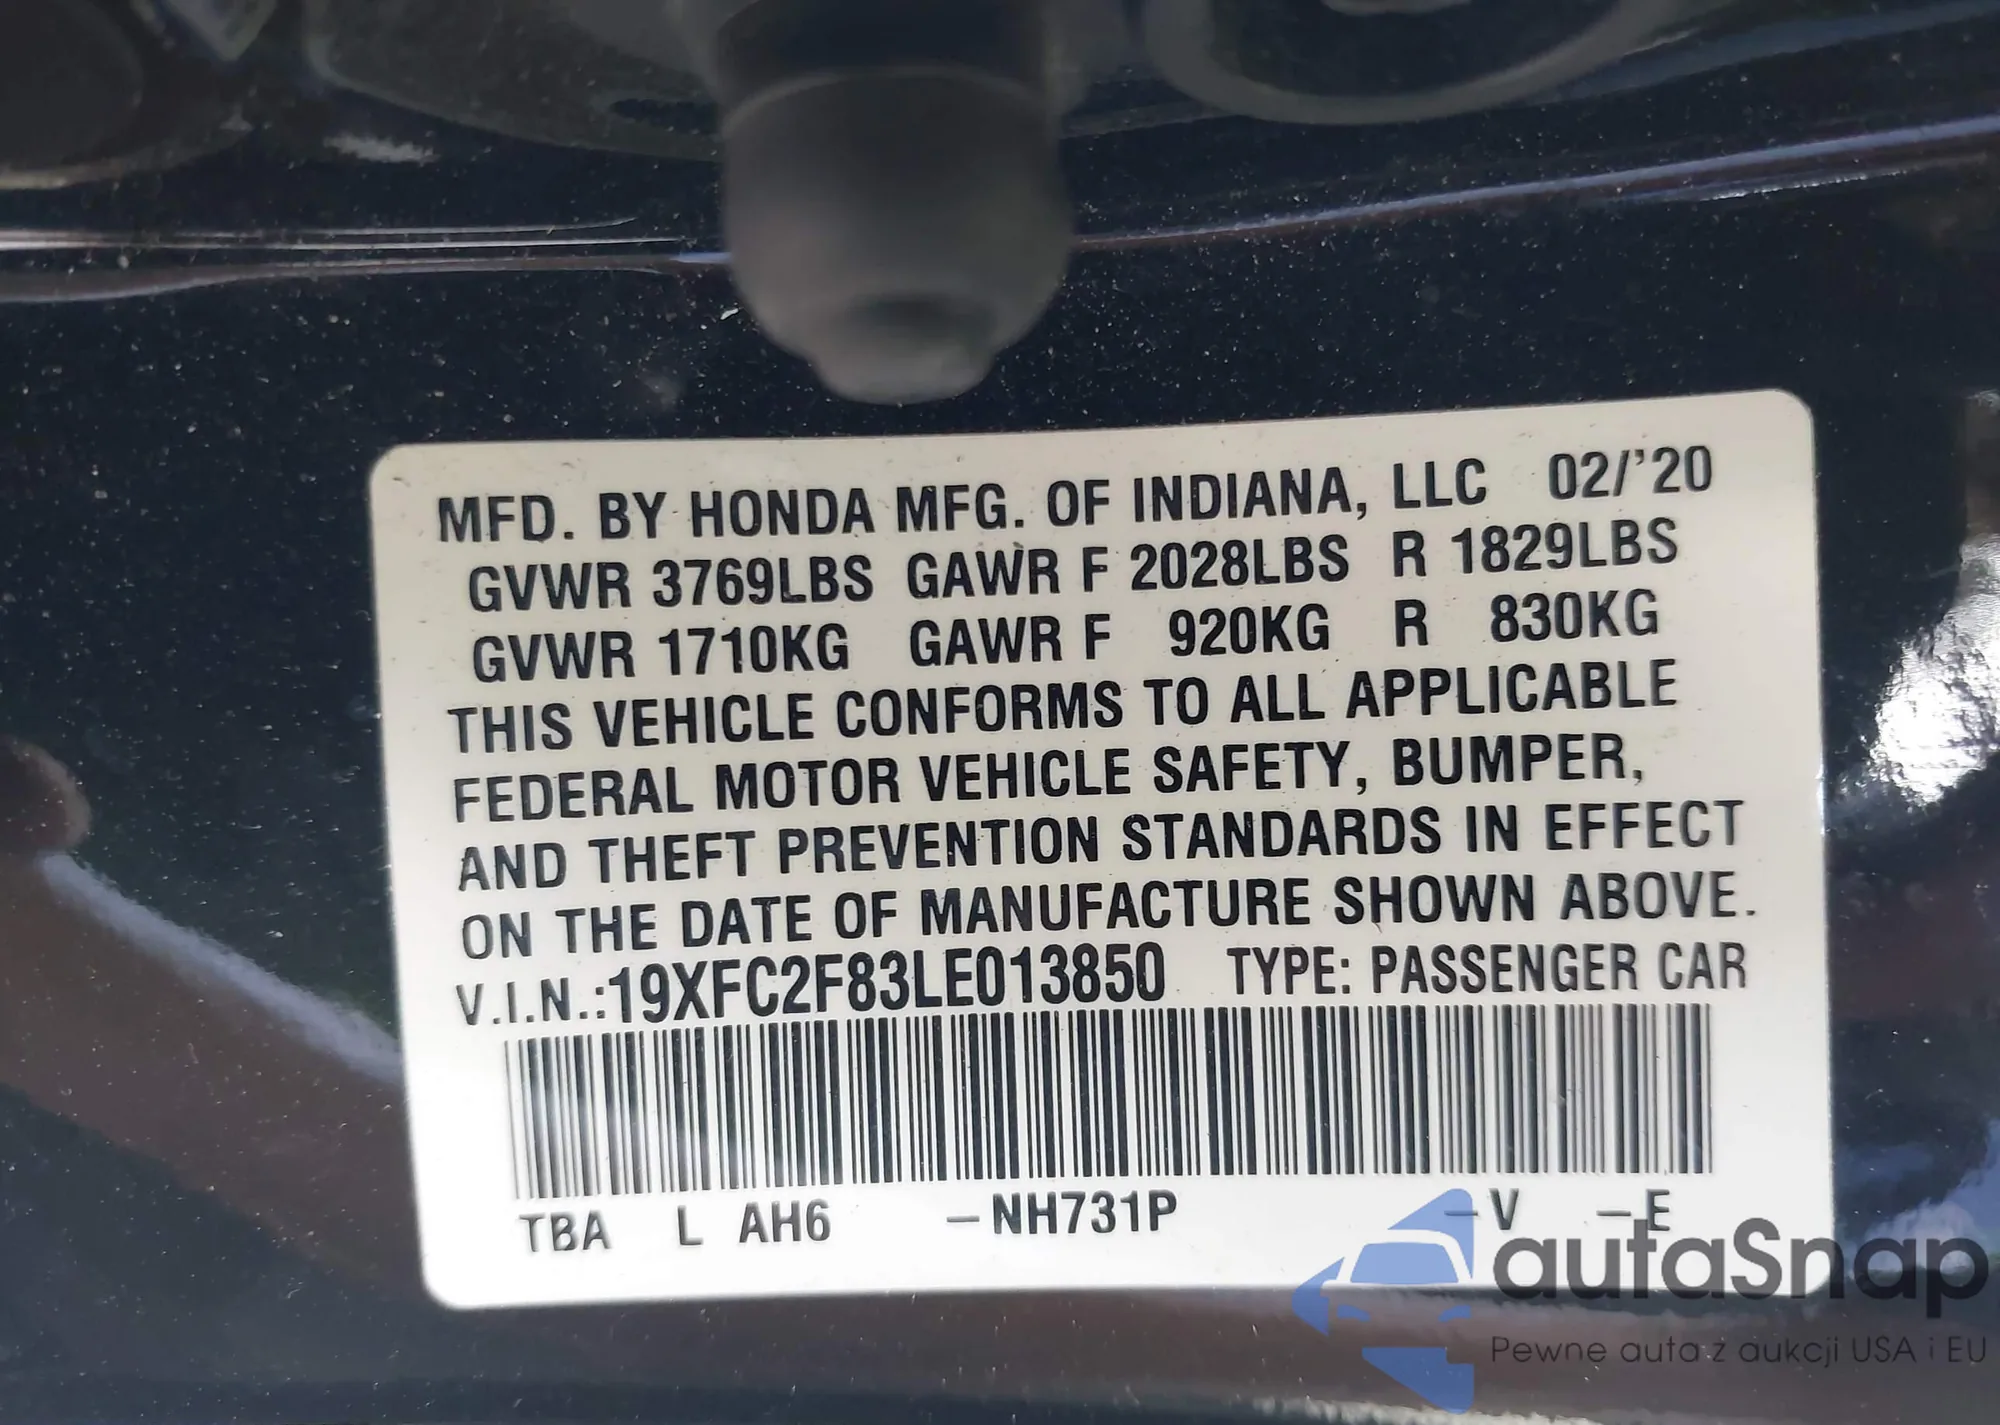 MFD. BY HONDA MFG. OF INDIANA, LLC 02/'20
GVWR 3769LBS GAWR F 2028LBS R 1829LBS
GVWR 1710KG GAWR F 920KG R 830KG
THIS VEHICLE CONFORMS TO ALL APPLICABLE
FEDERAL MOTOR VEHICLE SAFETY, BUMPER,
AND THEFT PREVENTION STANDARDS IN EFFECT
ON THE DATE OF MANUFACTURE SHOWN ABOVE.
V.I.N.:19XFC2F83LE013850 TYPE: PASSENGER CAR
TBA L AH6 –NH731P –V –E
autaSnap
Pewne auta z aukcji USA i EU